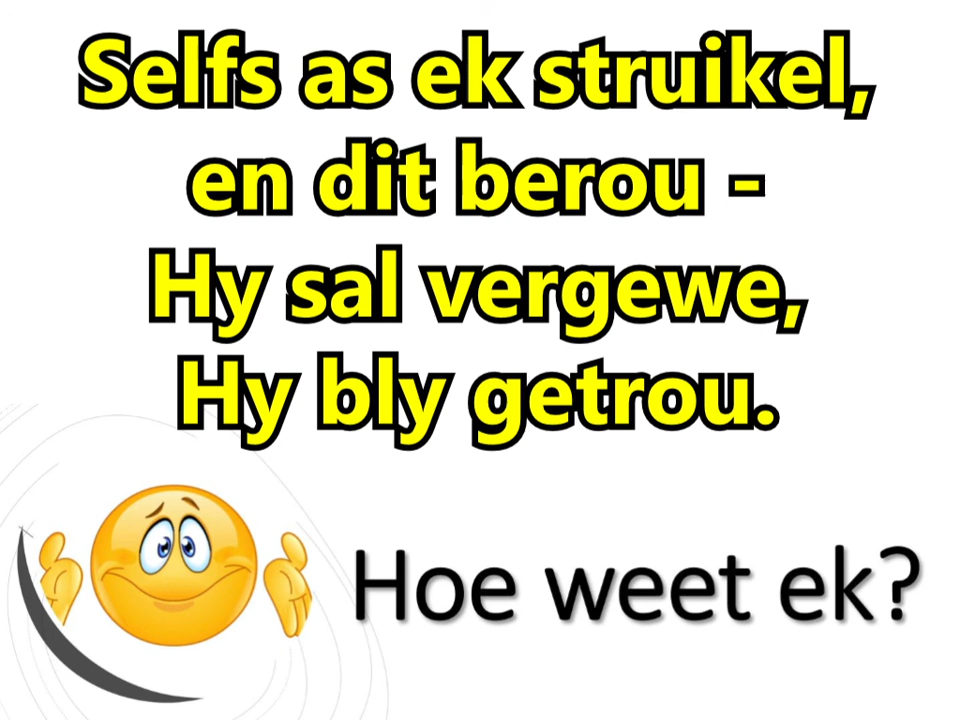 Selfs as ek struikel,
en dit berou -
Hy sal vergewe,
Hy bly getrou.
Hoe weet ek?